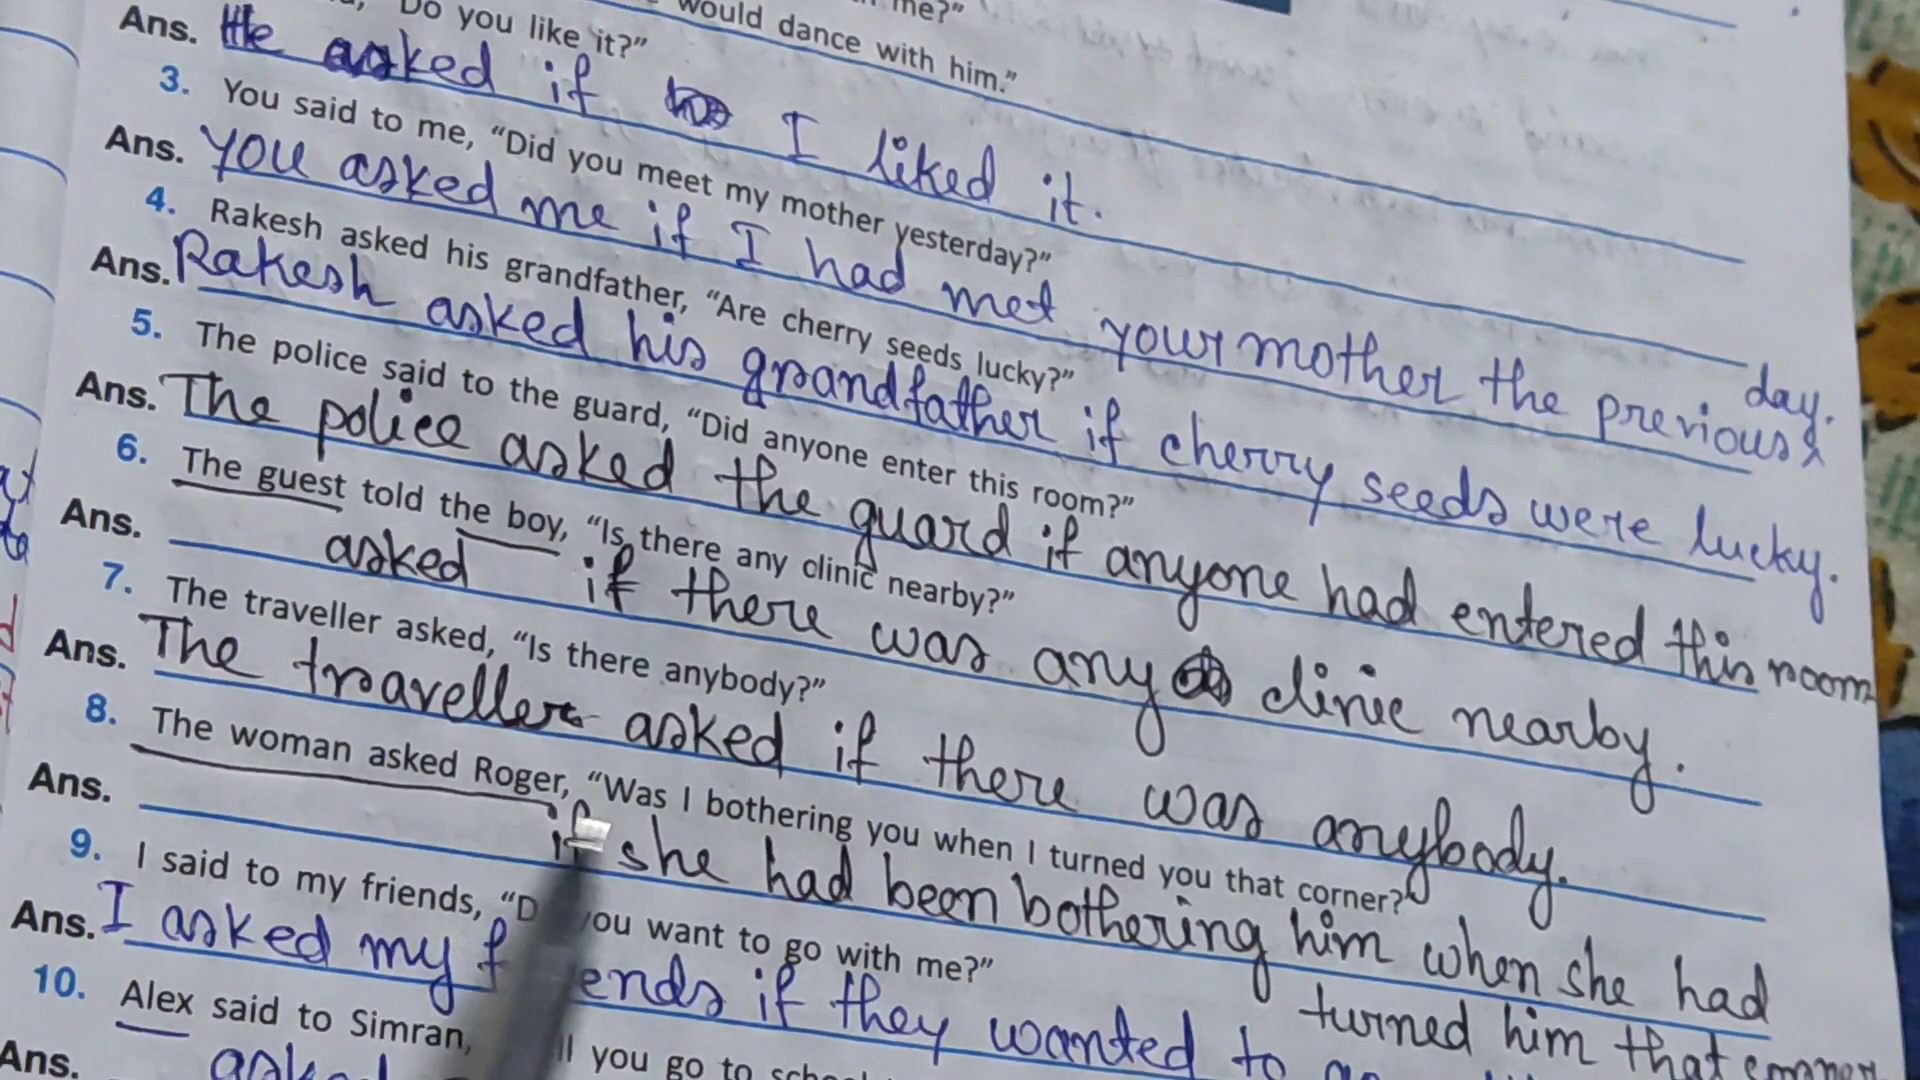 me?"
would dance with him."
Do you like it?"
Ans. He asked if I liked it.
3. You said to me, "Did you meet my mother yesterday?"
Ans. You asked me if I had met your mother the previous day.
4. Rakesh asked his grandfather, "Are cherry seeds lucky?"
Ans. Rakesh asked his grandfather if cherry seeds were lucky.
5. The police said to the guard, "Did anyone enter this room?"
Ans. The police asked the guard if anyone had entered this room
6. The guest told the boy, "Is there any clinic nearby?"
Ans. asked if there was any clinic nearby.
7. The traveller asked, "Is there anybody?"
Ans. The traveller asked if there was anybody.
8. The woman asked Roger, "Was I bothering you when I turned you that corner?"
Ans. if she had been bothering him when she had
turned him that corner
9. I said to my friends, "D you want to go with me?"
Ans. I asked my friends if they wanted to
10. Alex said to Simran, you go to
Ans. asked